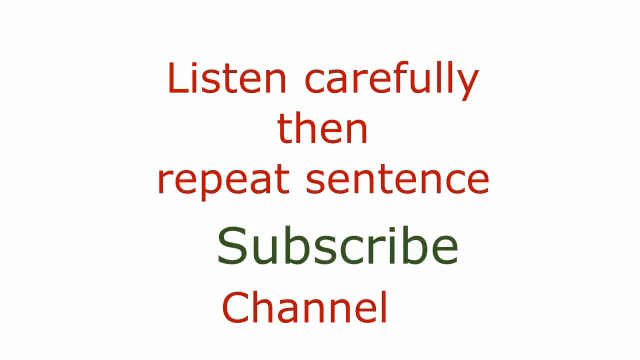 Listen carefully
then
repeat sentence
Subscribe
Channel